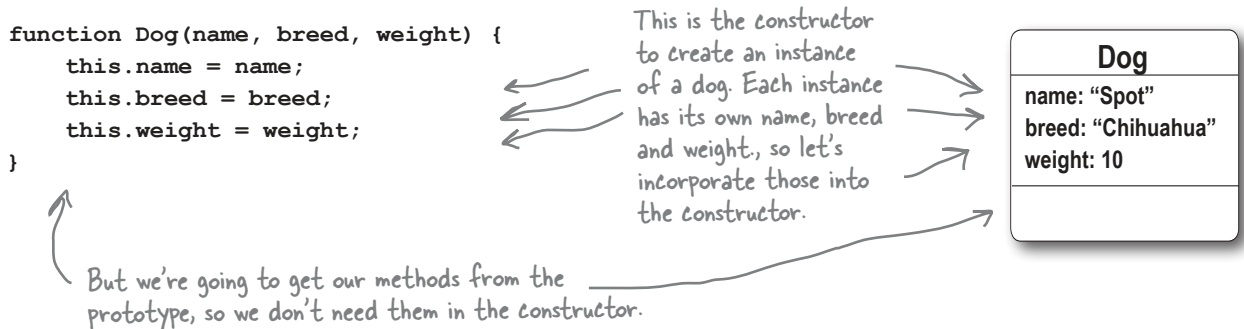 function Dog(name, breed, weight) {
this.name = name;
this.breed = breed;
this.weight = weight;
}
This is the constructor
to create an instance
of a dog. Each instance
has its own name, breed
and weight., so let's
incorporate those into
the constructor.
Dog
name: “Spot”
breed: “Chihuahua”
weight: 10
But we're going to get our methods from the
prototype, so we don't need them in the constructor.